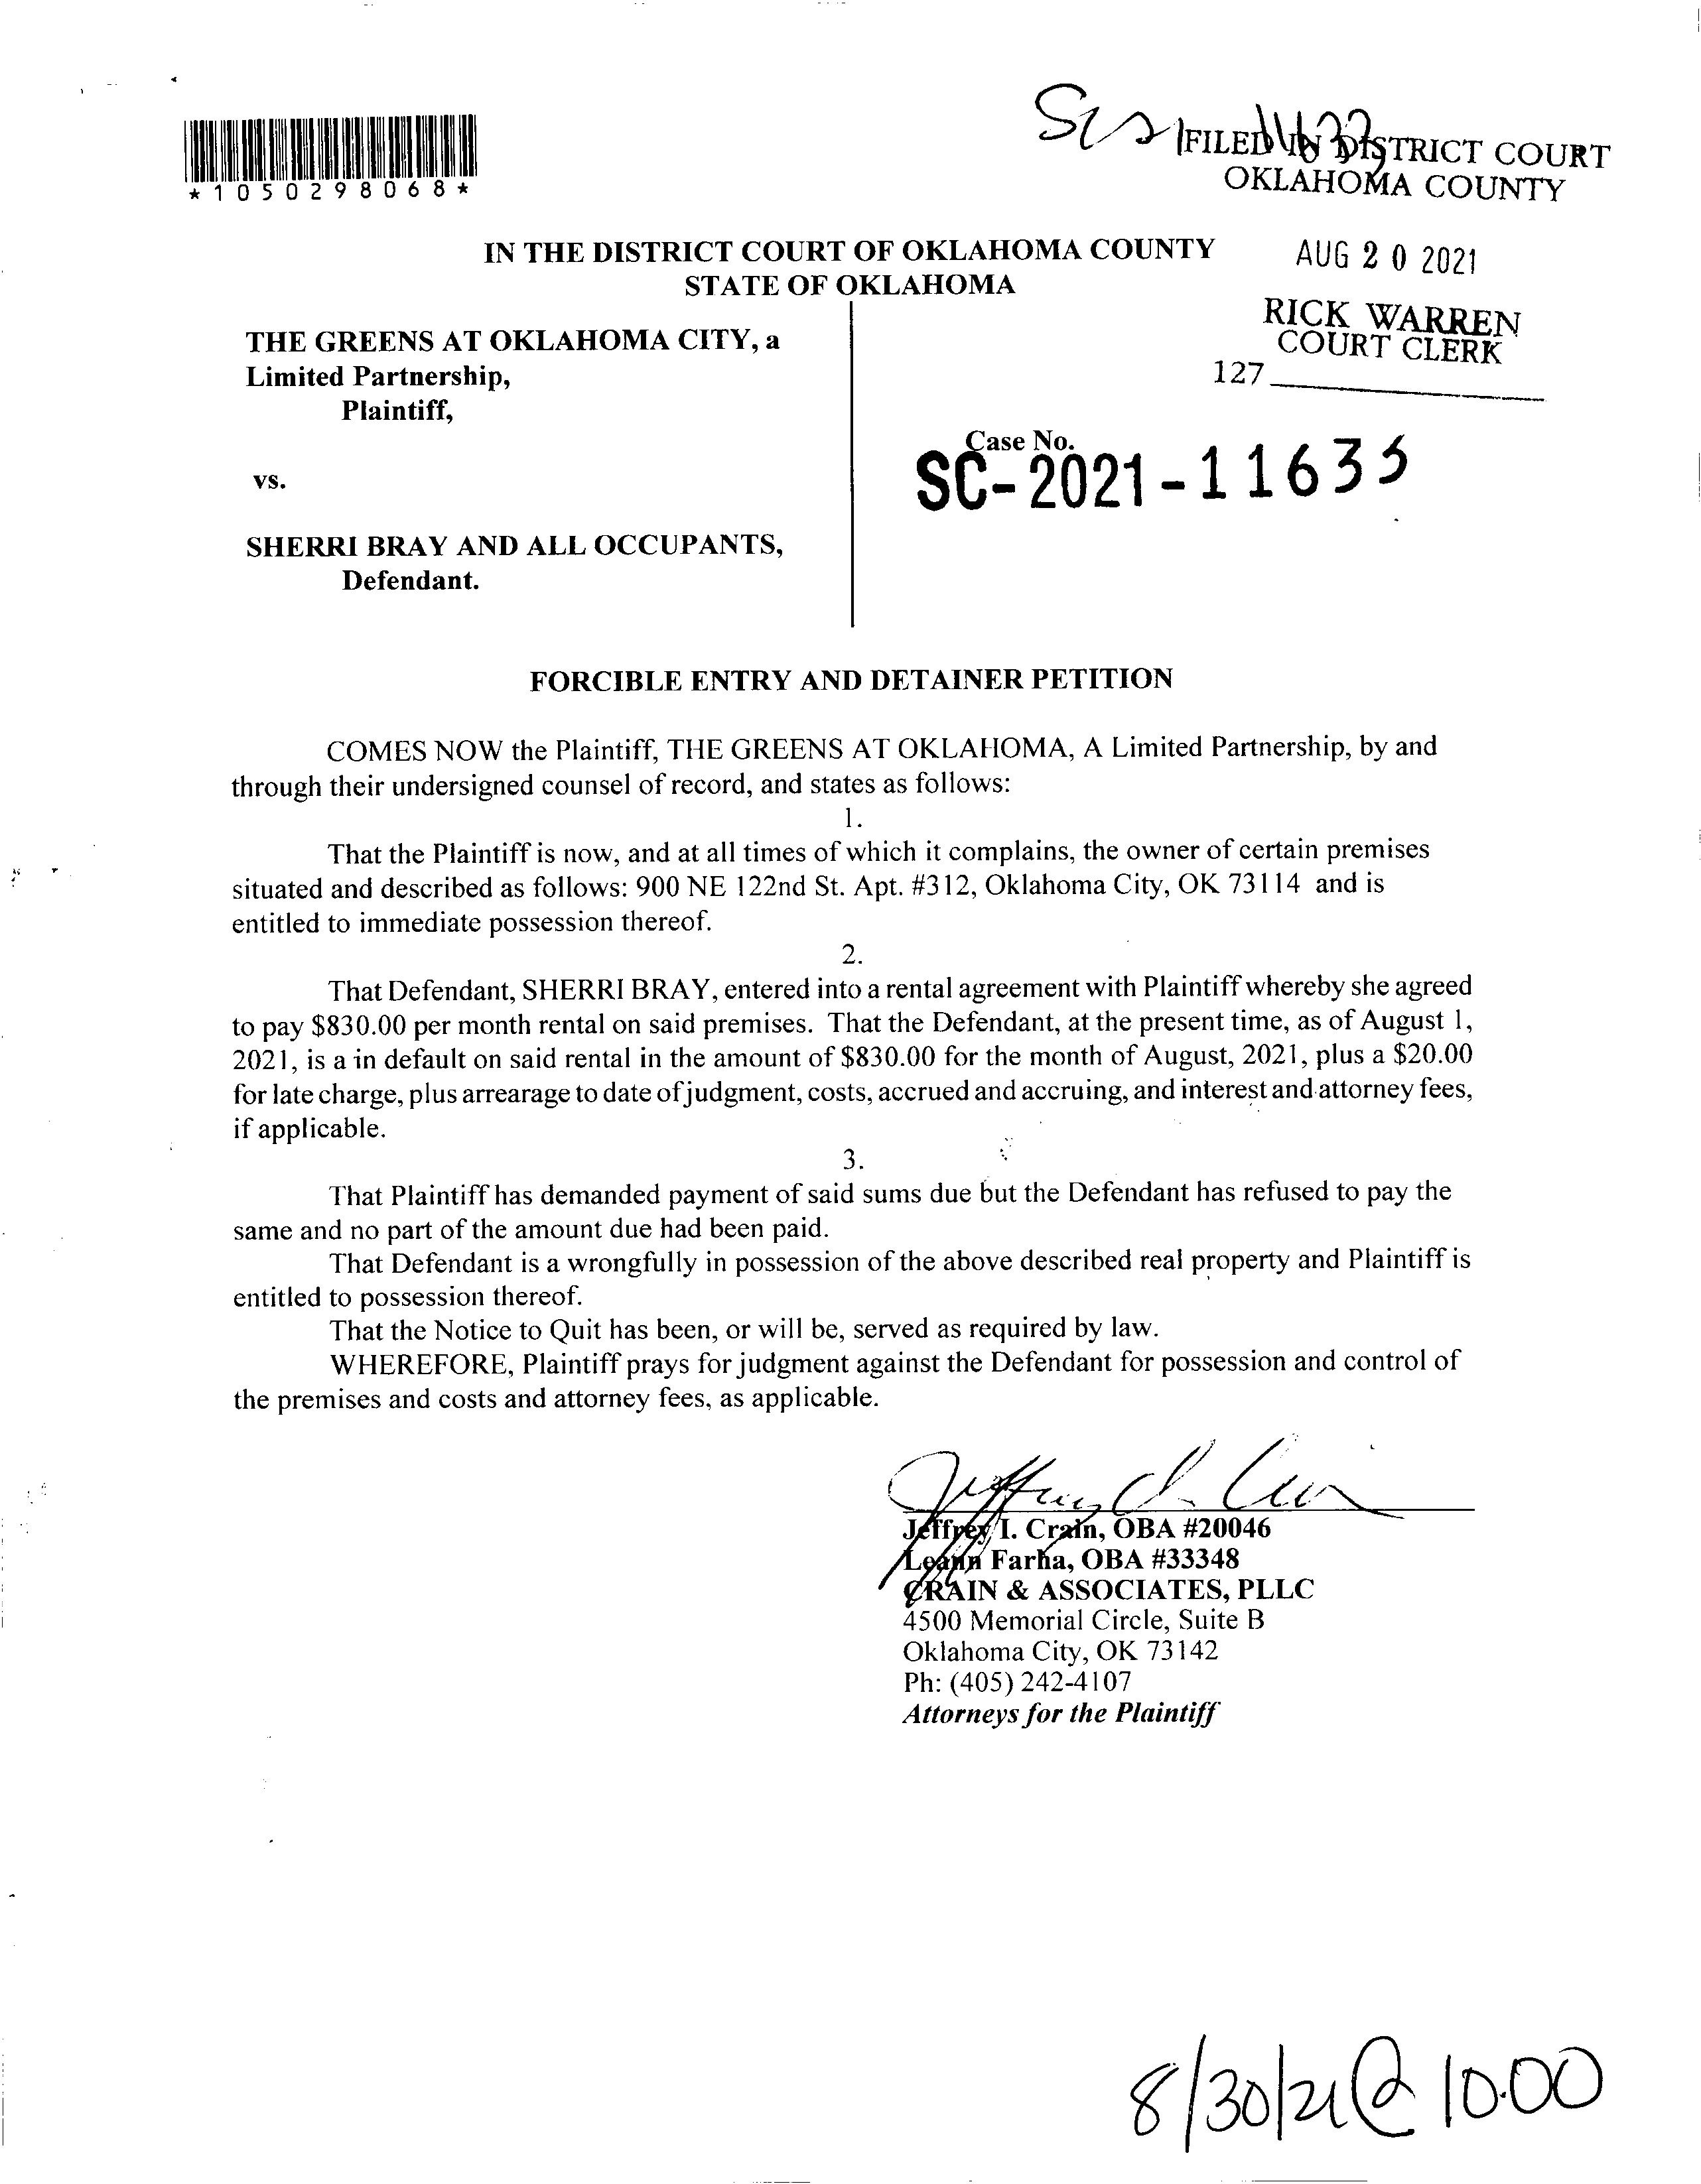 *1050298068*
FILED IN DISTRICT COURT
OKLAHOMA COUNTY
IN THE DISTRICT COURT OF OKLAHOMA COUNTY
STATE OF OKLAHOMA
AUG 20 2021
RICK WARREN
COURT CLERK
127
THE GREENS AT OKLAHOMA CITY, a
Limited Partnership,
Plaintiff,
Case No.
SC-2021-11633
vs.
SHERRI BRAY AND ALL OCCUPANTS,
Defendant.
FORCIBLE ENTRY AND DETAINER PETITION
COMES NOW the Plaintiff, THE GREENS AT OKLAHOMA, A Limited Partnership, by and
through their undersigned counsel of record, and states as follows:
1.
That the Plaintiff is now, and at all times of which it complains, the owner of certain premises
situated and described as follows: 900 NE 122nd St. Apt. #312, Oklahoma City, OK 73114 and is
entitled to immediate possession thereof.
2.
That Defendant, SHERRI BRAY, entered into a rental agreement with Plaintiff whereby she agreed
to pay $830.00 per month rental on said premises. That the Defendant, at the present time, as of August 1,
2021, is a in default on said rental in the amount of $830.00 for the month of August, 2021, plus a $20.00
for late charge, plus arrearage to date of judgment, costs, accrued and accruing, and interest and attorney fees,
if applicable.
3.
That Plaintiff has demanded payment of said sums due but the Defendant has refused to pay the
same and no part of the amount due had been paid.
That Defendant is a wrongfully in possession of the above described real property and Plaintiff is
entitled to possession thereof.
That the Notice to Quit has been, or will be, served as required by law.
WHEREFORE, Plaintiff prays for judgment against the Defendant for possession and control of
the premises and costs and attorney fees, as applicable.
Jeffrey I. Crain, OBA #20046
Leann Farha, OBA #33348
CRAIN & ASSOCIATES, PLLC
4500 Memorial Circle, Suite B
Oklahoma City, OK 73142
Ph: (405) 242-4107
Attorneys for the Plaintiff
8/30/21 @ 10:00